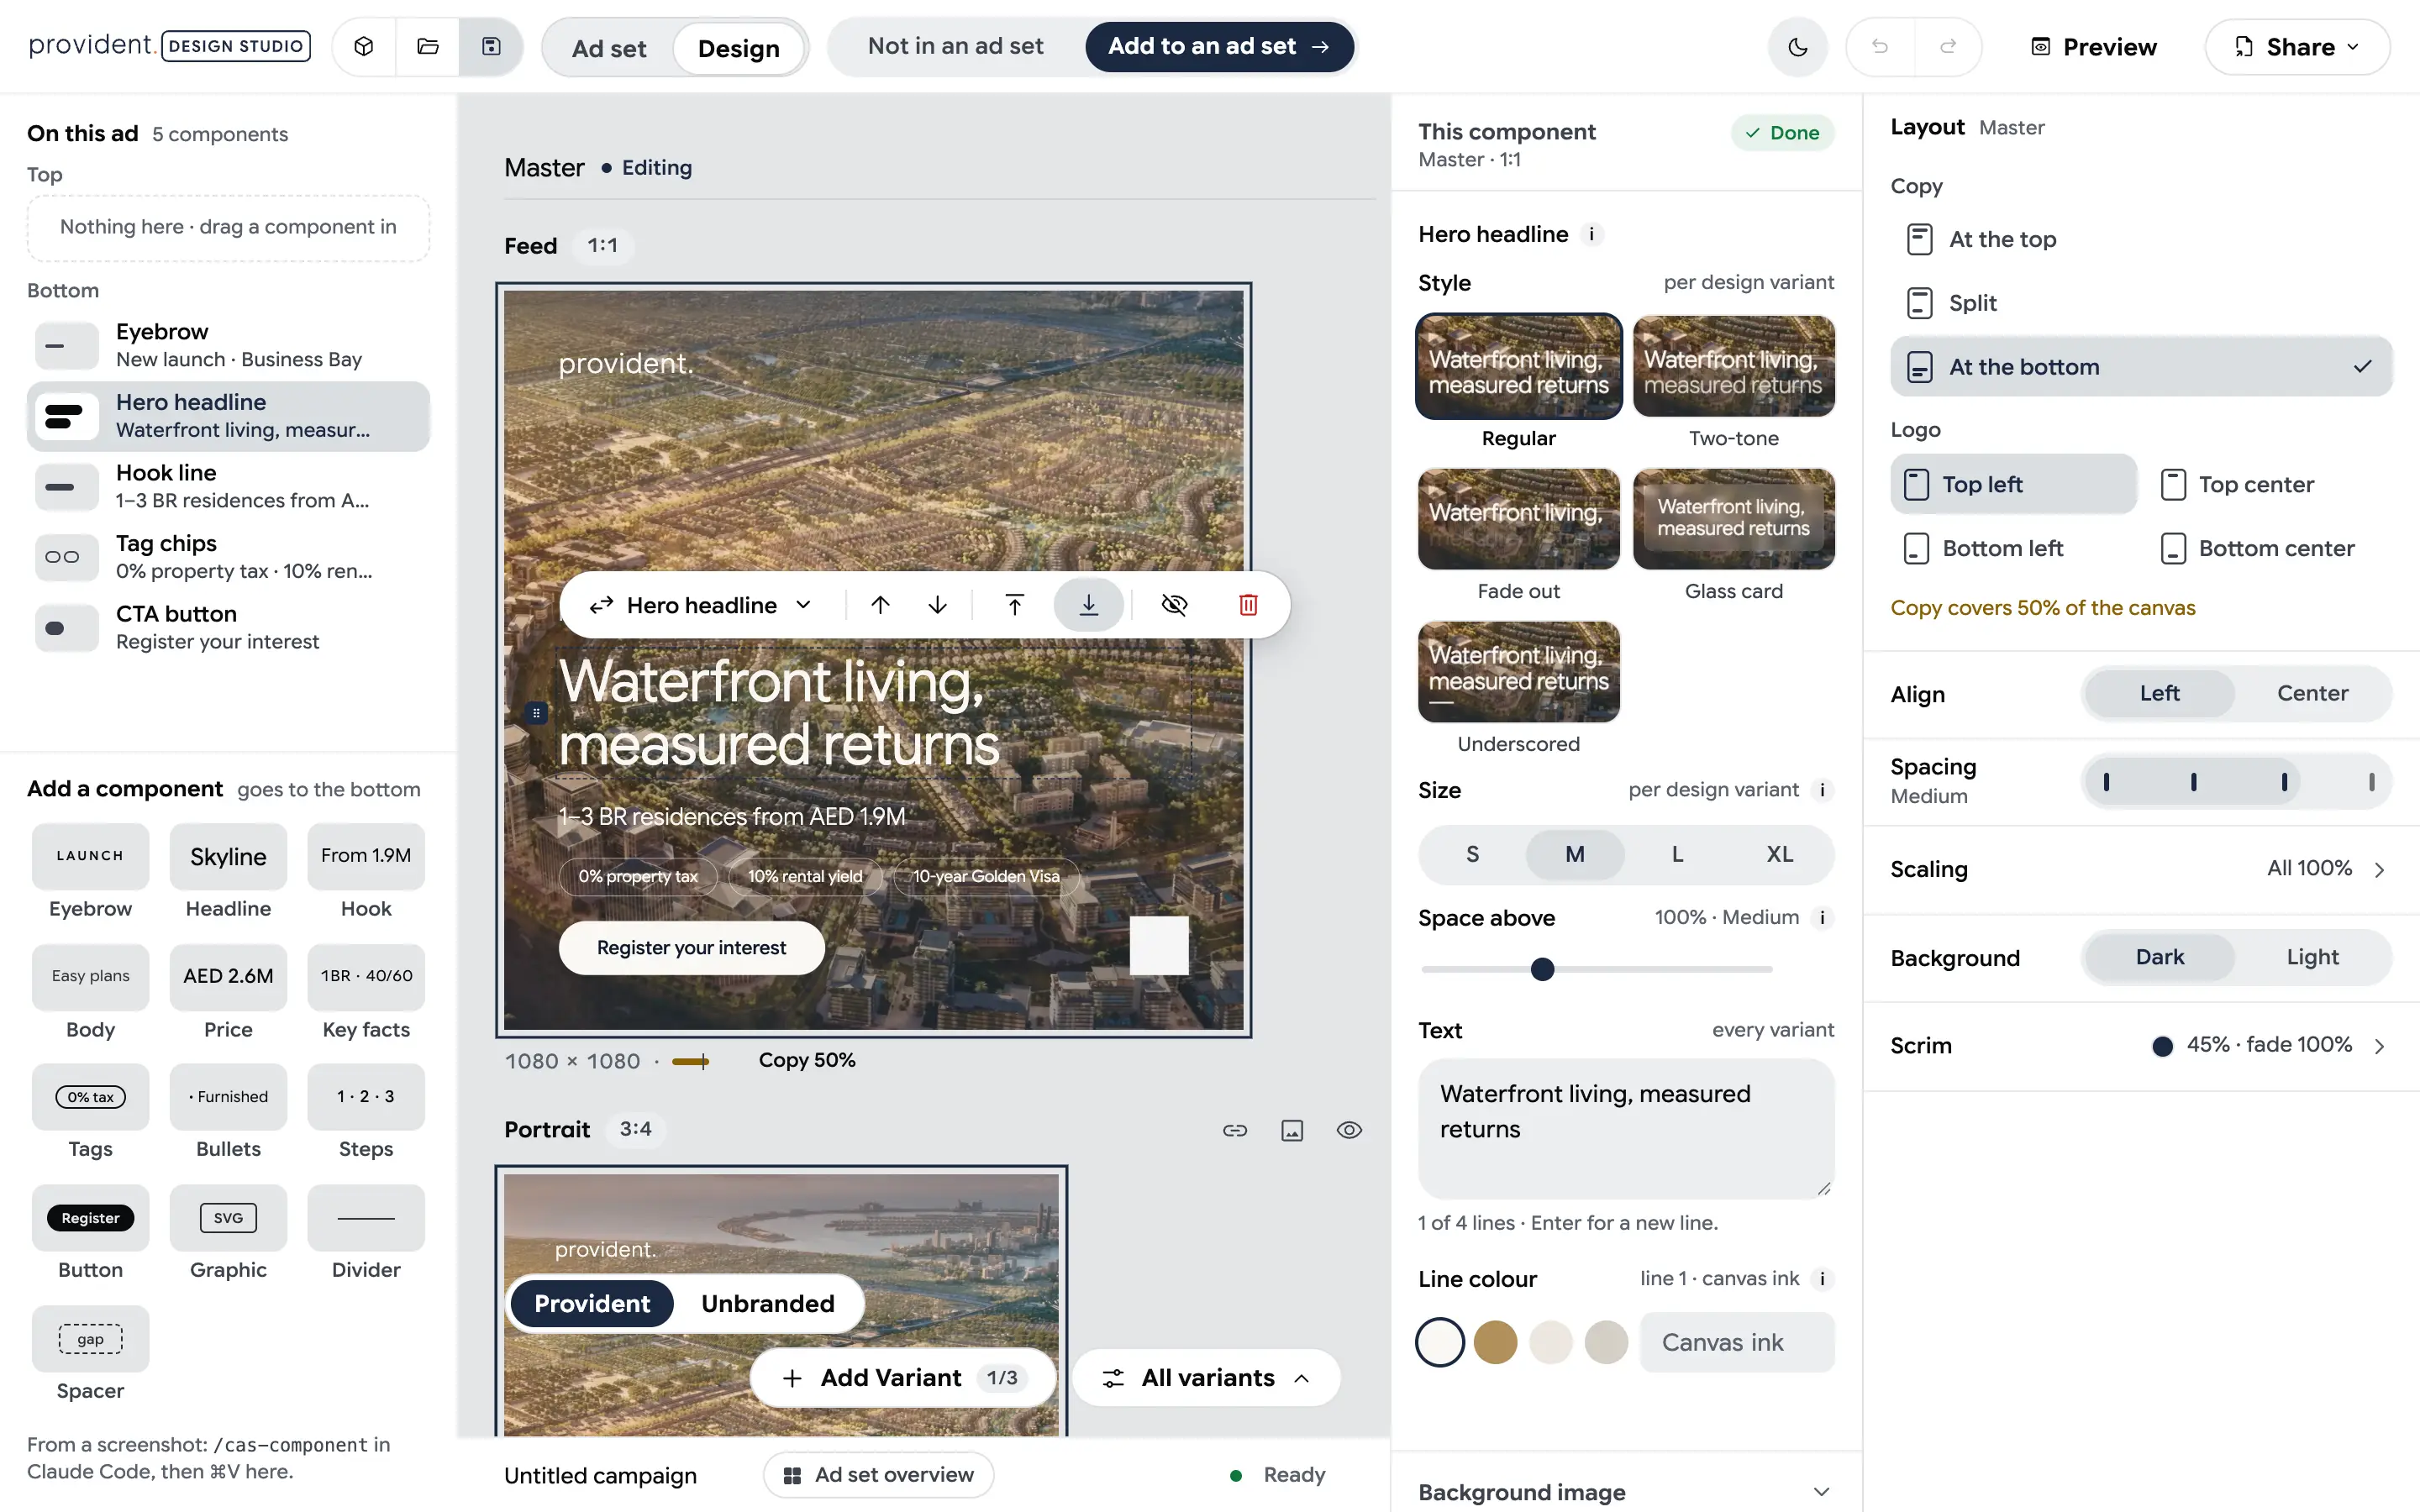 provident. DESIGN STUDIO
Ad set
Design
Not in an ad set
Add to an ad set →
Preview
Share
On this ad 5 components
Top
Nothing here · drag a component in
Bottom
Eyebrow
New launch · Business Bay
Hero headline
Waterfront living, measur...
Hook line
1–3 BR residences from A...
Tag chips
0% property tax · 10% ren...
CTA button
Register your interest
Add a component goes to the bottom
LAUNCH
Skyline
From 1.9M
Eyebrow
Headline
Hook
Easy plans
AED 2.6M
1BR · 40/60
Body
Price
Key facts
0% tax
· Furnished
1 · 2 · 3
Tags
Bullets
Steps
Register
SVG
Button
Graphic
Divider
gap
Spacer
From a screenshot: /cas-component in
Claude Code, then ⌘V here.
Master • Editing
Feed 1:1
provident.
Hero headline
Waterfront living,
measured returns
1–3 BR residences from AED 1.9M
0% property tax
10% rental yield
10-year Golden Visa
Register your interest
1080 × 1080 ·
Copy 50%
Portrait 3:4
provident.
Provident
Unbranded
+ Add Variant 1/3
All variants
Untitled campaign
Ad set overview
Ready
This component
Master · 1:1
Done
Hero headline i
Style
per design variant
Waterfront living,
measured returns
Regular
Waterfront living,
measured returns
Two-tone
Waterfront living,
measured returns
Fade out
Waterfront living,
measured returns
Glass card
Waterfront living,
measured returns
Underscored
Size
per design variant i
S
M
L
XL
Space above
100% · Medium i
Text
every variant
Waterfront living, measured
returns
1 of 4 lines · Enter for a new line.
Line colour
line 1 · canvas ink i
Canvas ink
Background image
Layout Master
Copy
At the top
Split
At the bottom
Logo
Top left
Top center
Bottom left
Bottom center
Copy covers 50% of the canvas
Align
Left
Center
Spacing
Medium
Scaling
All 100%
Background
Dark
Light
Scrim
45% · fade 100%